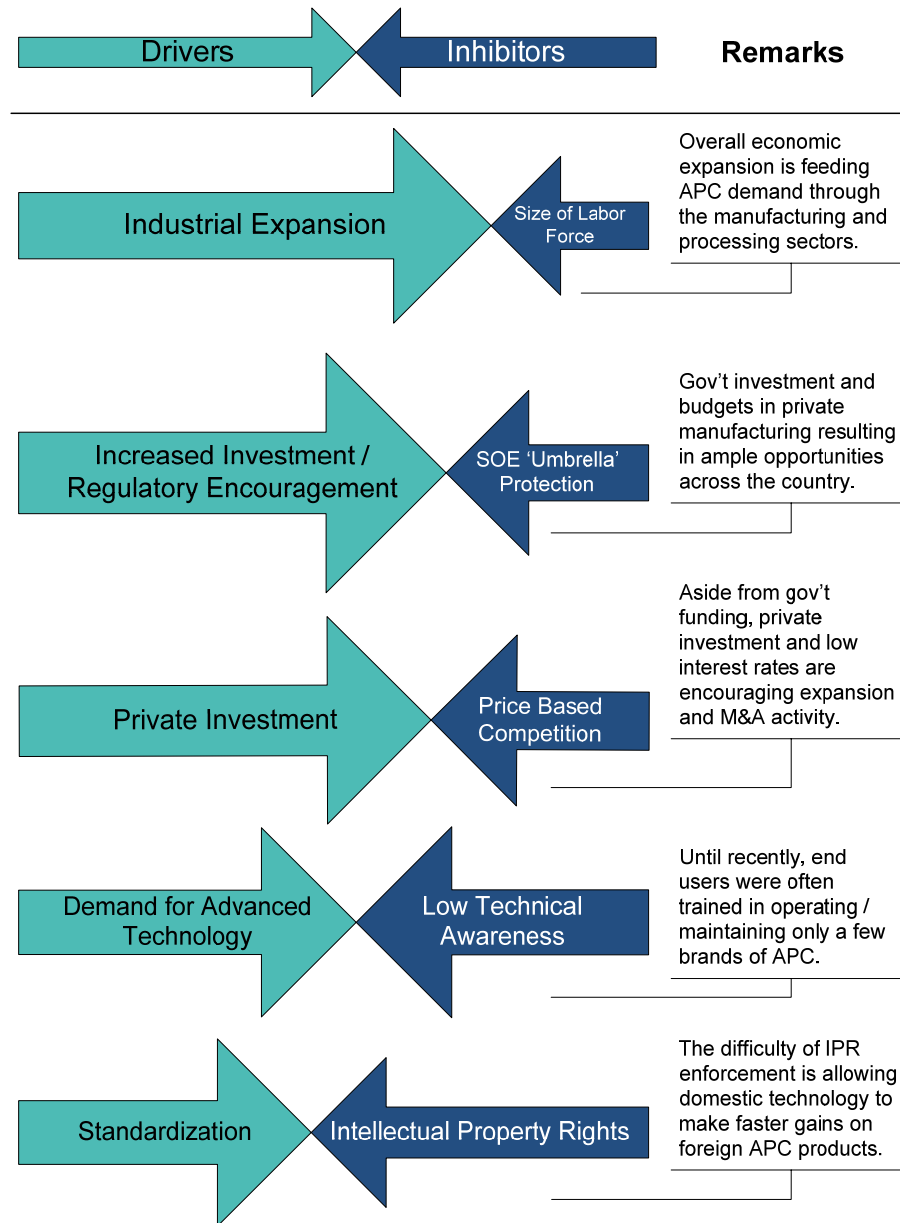 Drivers
Inhibitors
Remarks
Industrial Expansion
Size of Labor
Force
Overall economic
expansion is feeding
APC demand through
the manufacturing and
processing sectors.
Increased Investment /
Regulatory Encouragement
SOE ‘Umbrella’
Protection
Gov’t investment and
budgets in private
manufacturing resulting
in ample opportunities
across the country.
Private Investment
Price Based
Competition
Aside from gov’t
funding, private
investment and low
interest rates are
encouraging expansion
and M&A activity.
Demand for Advanced
Technology
Low Technical
Awareness
Until recently, end
users were often
trained in operating /
maintaining only a few
brands of APC.
Standardization
Intellectual Property Rights
The difficulty of IPR
enforcement is allowing
domestic technology to
make faster gains on
foreign APC products.